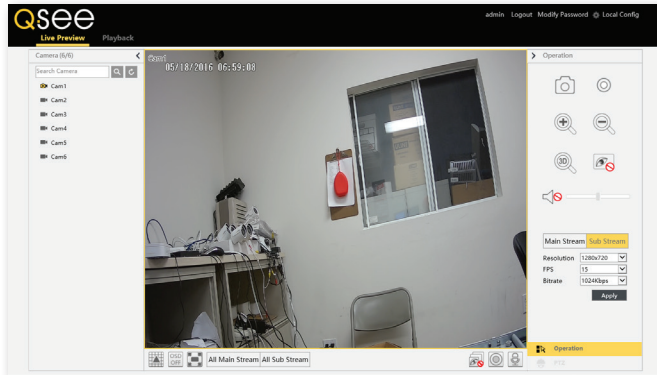 Qsee
admin Logout Modify Password Local Config
Live Preview Playback
Camera (6/6)
Search Camera
Cam1
Cam2
Cam3
Cam4
Cam5
Cam6
Cam1
05/18/2016 06:59:08
OSD
OFF
All Main Stream All Sub Stream
Operation
3D
Main Stream Sub Stream
Resolution 1280x720
FPS 15
Bitrate 1024Kbps
Apply
Operation
PTZ